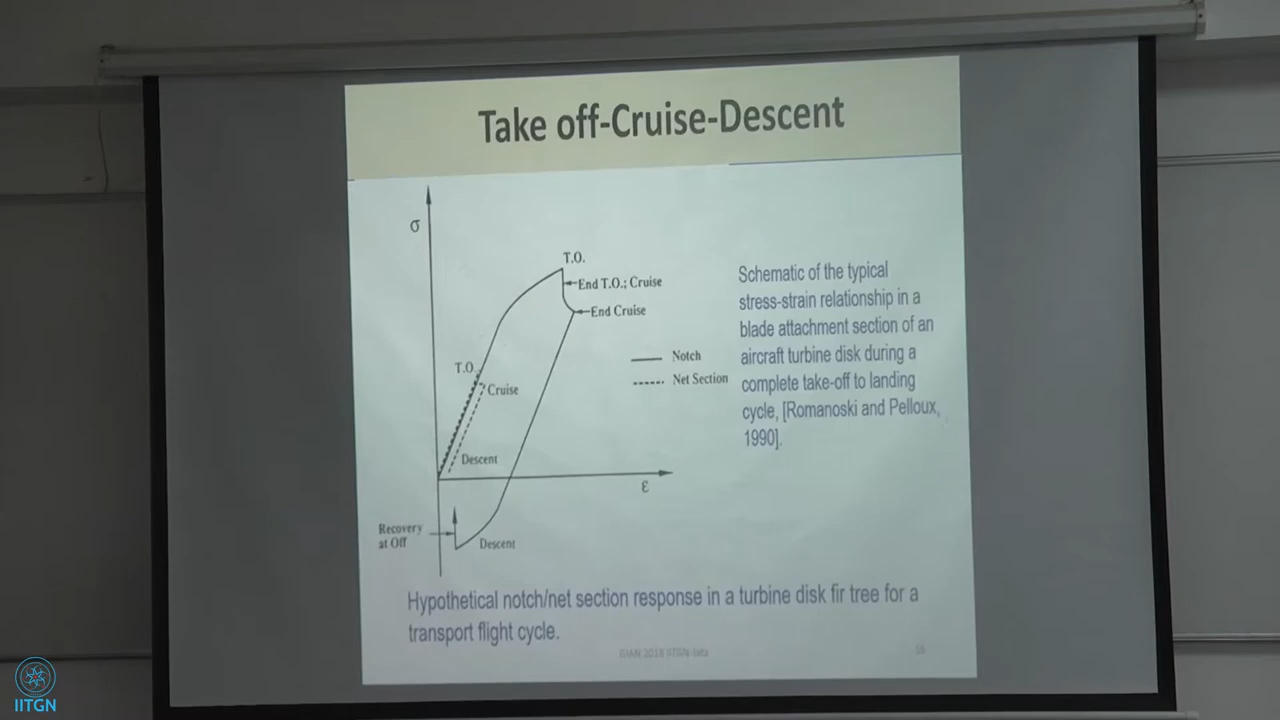 Take off-Cruise-Descent
σ
T.O.
End T.O.; Cruise
End Cruise
T.O.
Cruise
Notch
Net Section
Descent
ε
Recovery
at Off
Descent
Schematic of the typical
stress-strain relationship in a
blade attachment section of an
aircraft turbine disk during a
complete take-off to landing
cycle, [Romanoski and Pelloux,
1990].
Hypothetical notch/net section response in a turbine disk fir tree for a
transport flight cycle.
GIAN 2018 IITGN-
IITGN